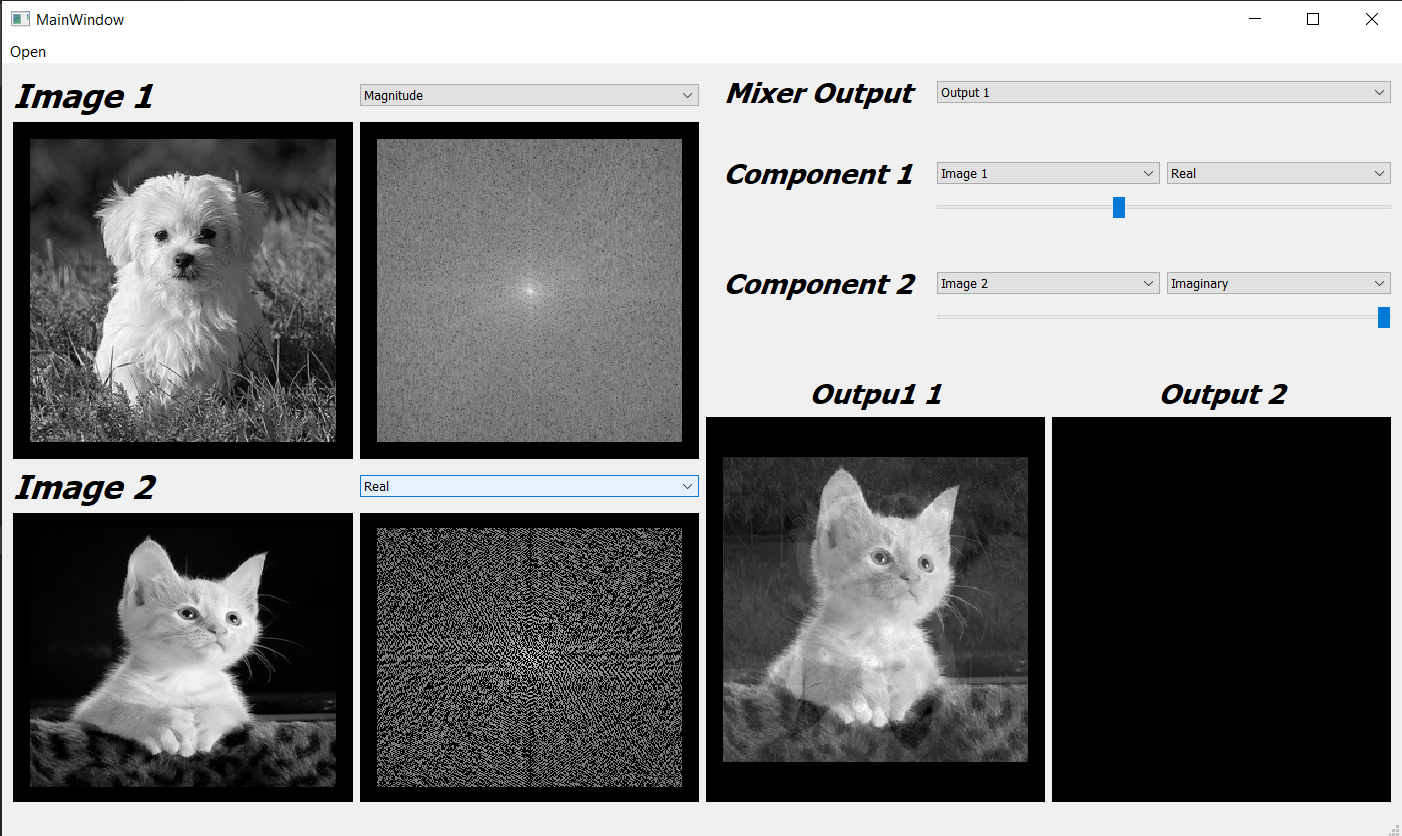 MainWindow
Open
Image 1
Magnitude
Mixer Output
Output 1
Component 1
Image 1
Real
Component 2
Image 2
Imaginary
Outpu1 1
Output 2
Image 2
Real